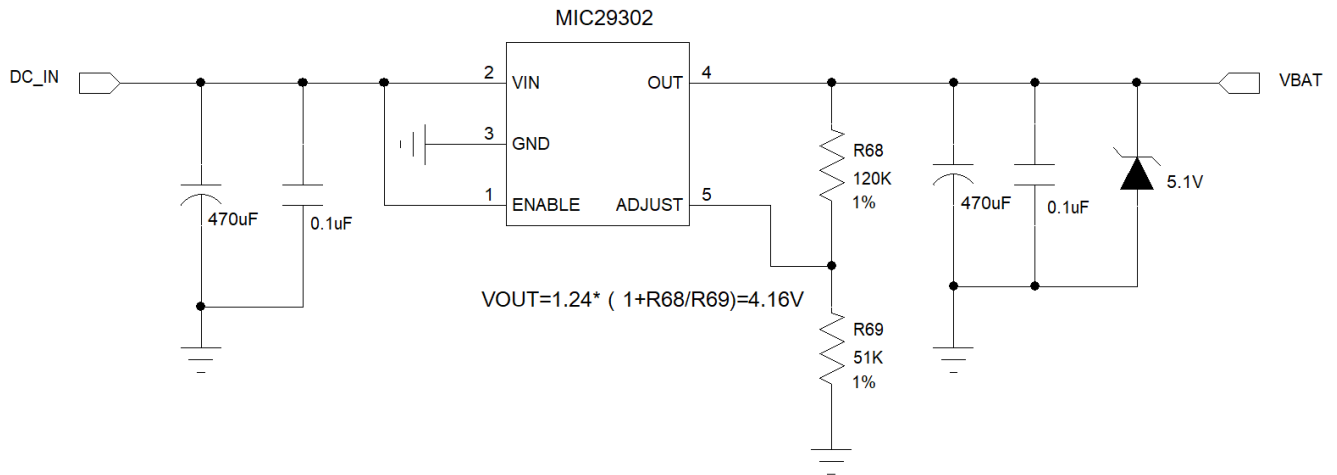 MIC29302
DC_IN
2
VIN
OUT
4
VBAT
3
GND
1
ENABLE
ADJUST
5
R68
120K
1%
470uF
0.1uF
470uF
0.1uF
5.1V
VOUT=1.24* ( 1+R68/R69)=4.16V
R69
51K
1%